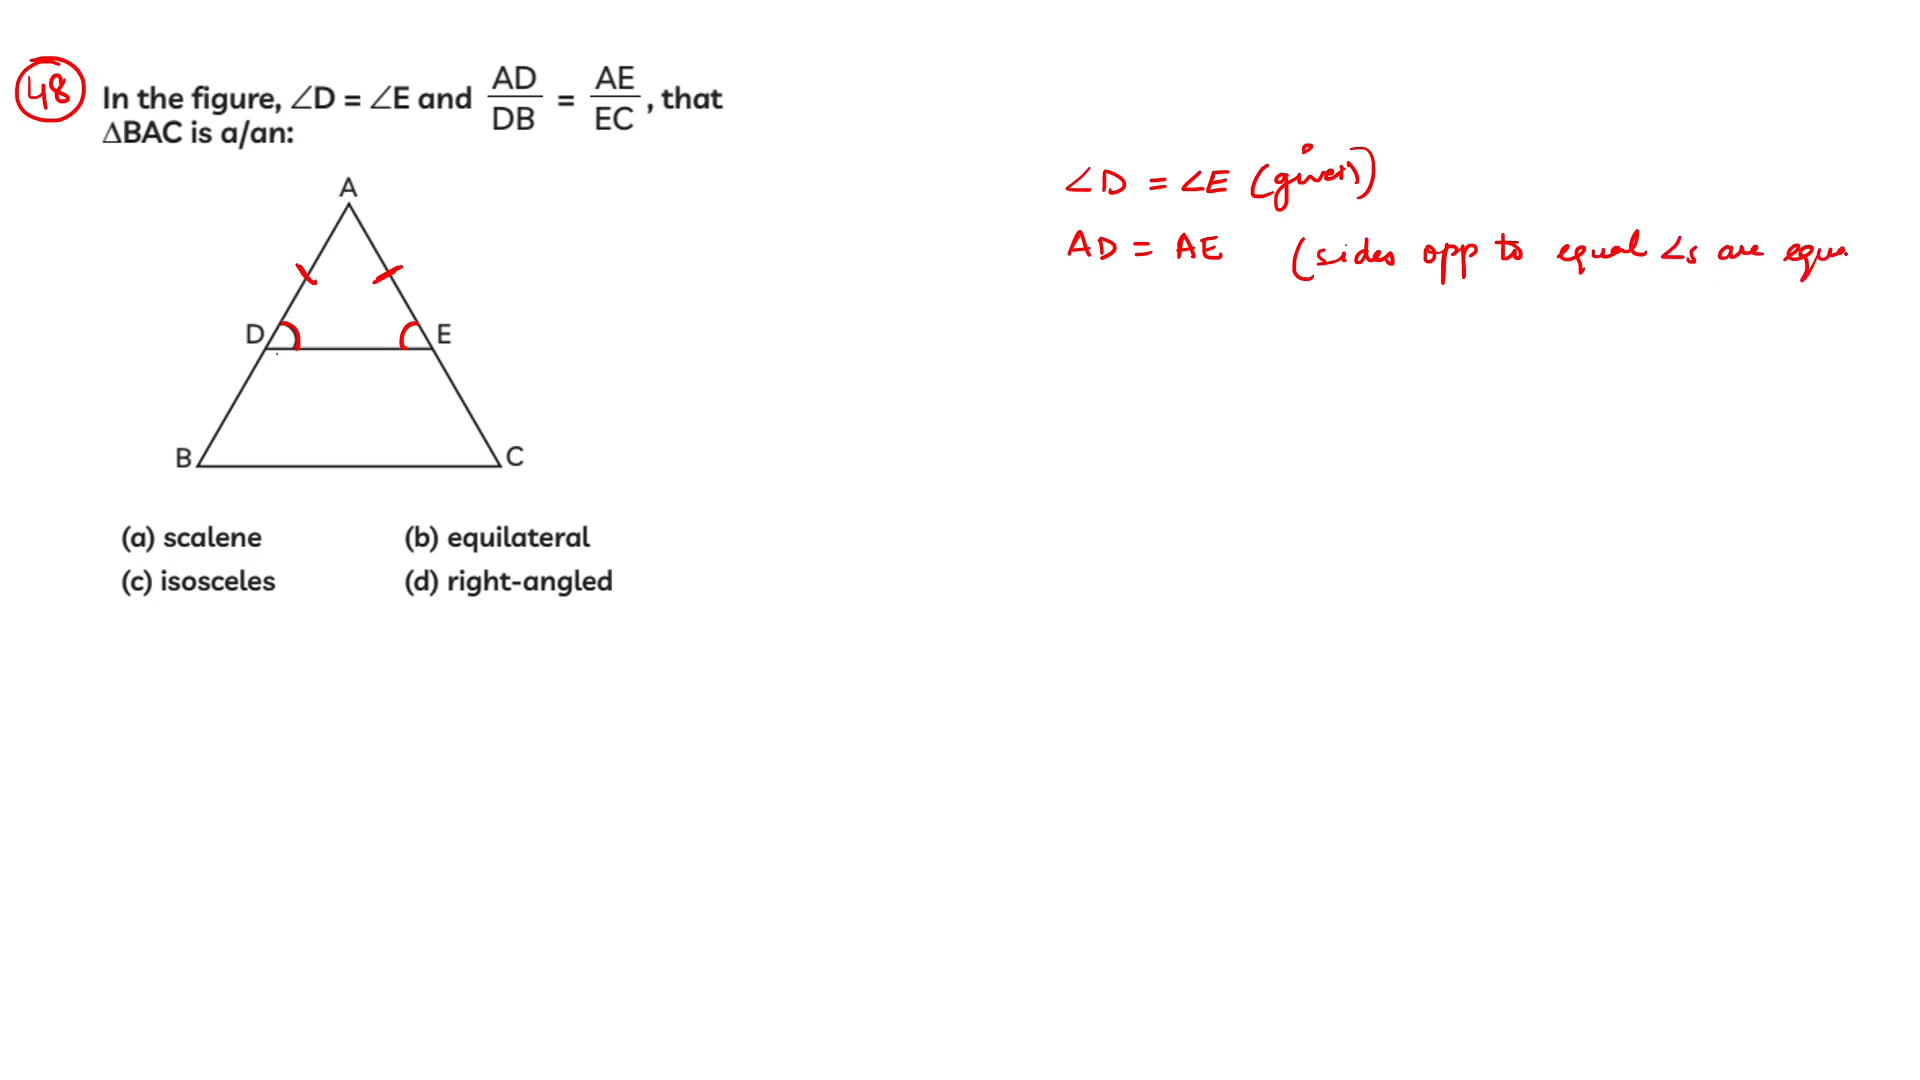 48
In the figure, ∠D = ∠E and AD/DB = AE/EC, that
ΔBAC is a/an:
A
D
E
B
C
(a) scalene (b) equilateral
(c) isosceles (d) right-angled
∠D = ∠E (given)
AD = AE (sides opp to equal ∠s are equa